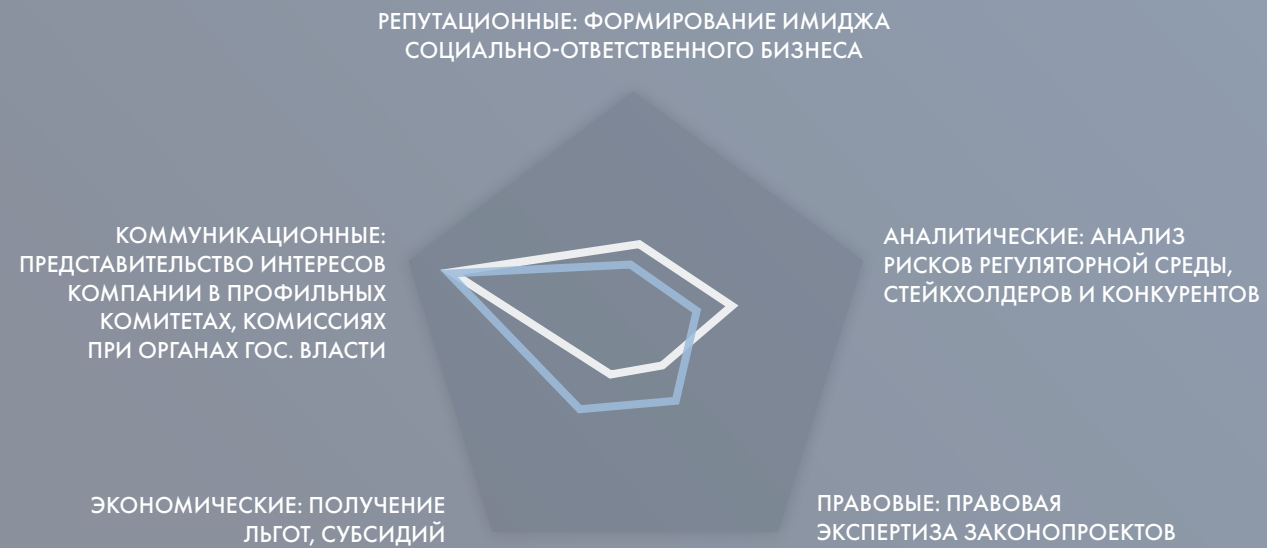 РЕПУТАЦИОННЫЕ: ФОРМИРОВАНИЕ ИМИДЖА
СОЦИАЛЬНО-ОТВЕТСТВЕННОГО БИЗНЕСА
КОММУНИКАЦИОННЫЕ:
ПРЕДСТАВИТЕЛЬСТВО ИНТЕРЕСОВ
КОМПАНИИ В ПРОФИЛЬНЫХ
КОМИТЕТАХ, КОМИССИЯХ
ПРИ ОРГАНАХ ГОС. ВЛАСТИ
АНАЛИТИЧЕСКИЕ: АНАЛИЗ
РИСКОВ РЕГУЛЯТОРНОЙ СРЕДЫ,
СТЕЙКХОЛДЕРОВ И КОНКУРЕНТОВ
ЭКОНОМИЧЕСКИЕ: ПОЛУЧЕНИЕ
ЛЬГОТ, СУБСИДИЙ
ПРАВОВЫЕ: ПРАВОВАЯ
ЭКСПЕРТИЗА ЗАКОНОПРОЕКТОВ